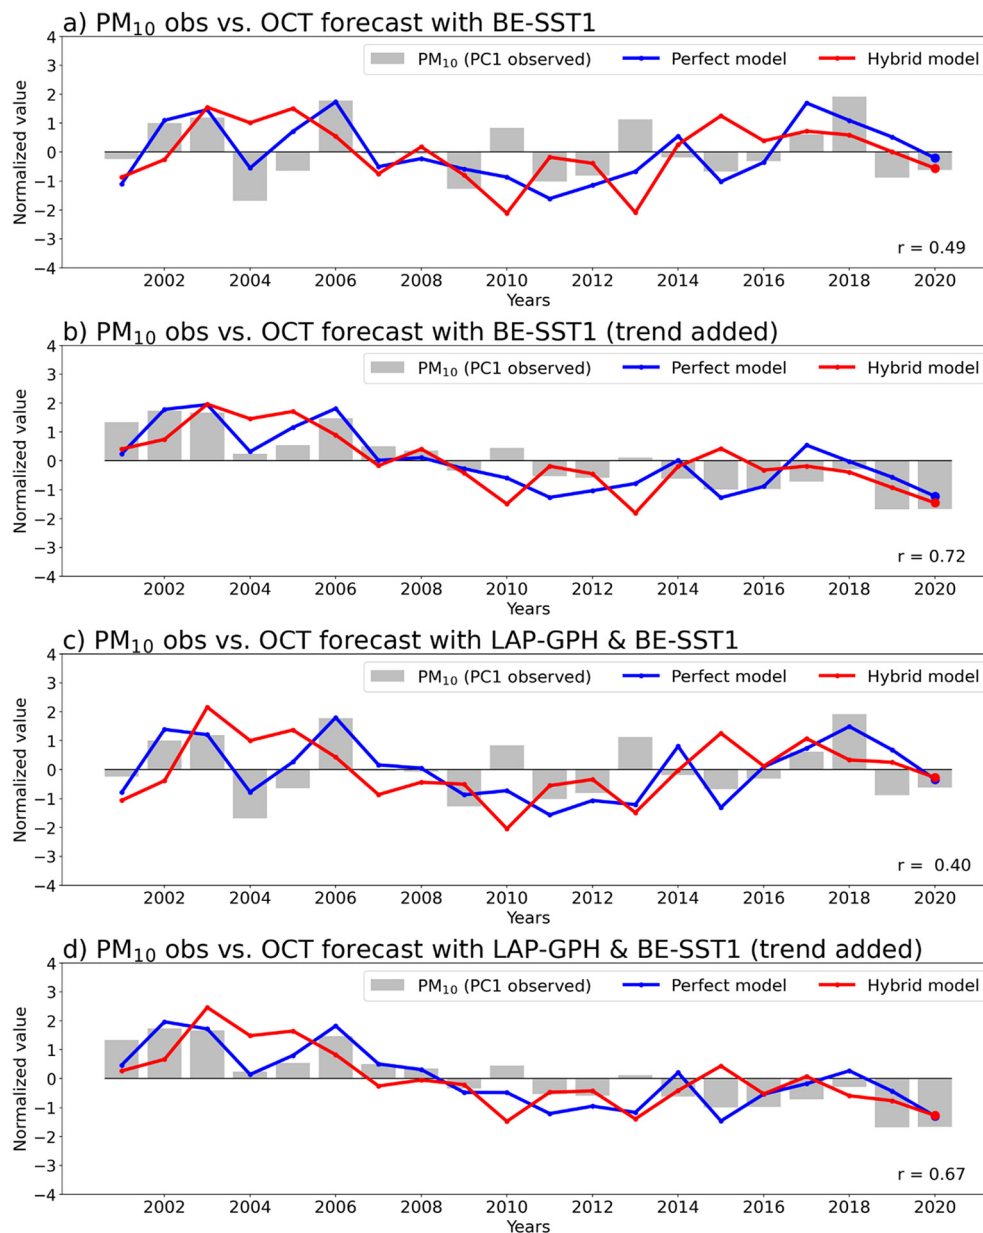 a) PM₁₀ obs vs. OCT forecast with BE-SST1
4
3
2
1
0
−1
−2
−3
−4
Normalized value
PM₁₀ (PC1 observed) Perfect model Hybrid model
r = 0.49
2002 2004 2006 2008 2010 2012 2014 2016 2018 2020
Years
b) PM₁₀ obs vs. OCT forecast with BE-SST1 (trend added)
4
3
2
1
0
−1
−2
−3
−4
Normalized value
PM₁₀ (PC1 observed) Perfect model Hybrid model
r = 0.72
2002 2004 2006 2008 2010 2012 2014 2016 2018 2020
Years
c) PM₁₀ obs vs. OCT forecast with LAP-GPH & BE-SST1
4
3
2
1
0
−1
−2
−3
−4
Normalized value
PM₁₀ (PC1 observed) Perfect model Hybrid model
r = 0.40
2002 2004 2006 2008 2010 2012 2014 2016 2018 2020
Years
d) PM₁₀ obs vs. OCT forecast with LAP-GPH & BE-SST1 (trend added)
4
3
2
1
0
−1
−2
−3
−4
Normalized value
PM₁₀ (PC1 observed) Perfect model Hybrid model
r = 0.67
2002 2004 2006 2008 2010 2012 2014 2016 2018 2020
Years